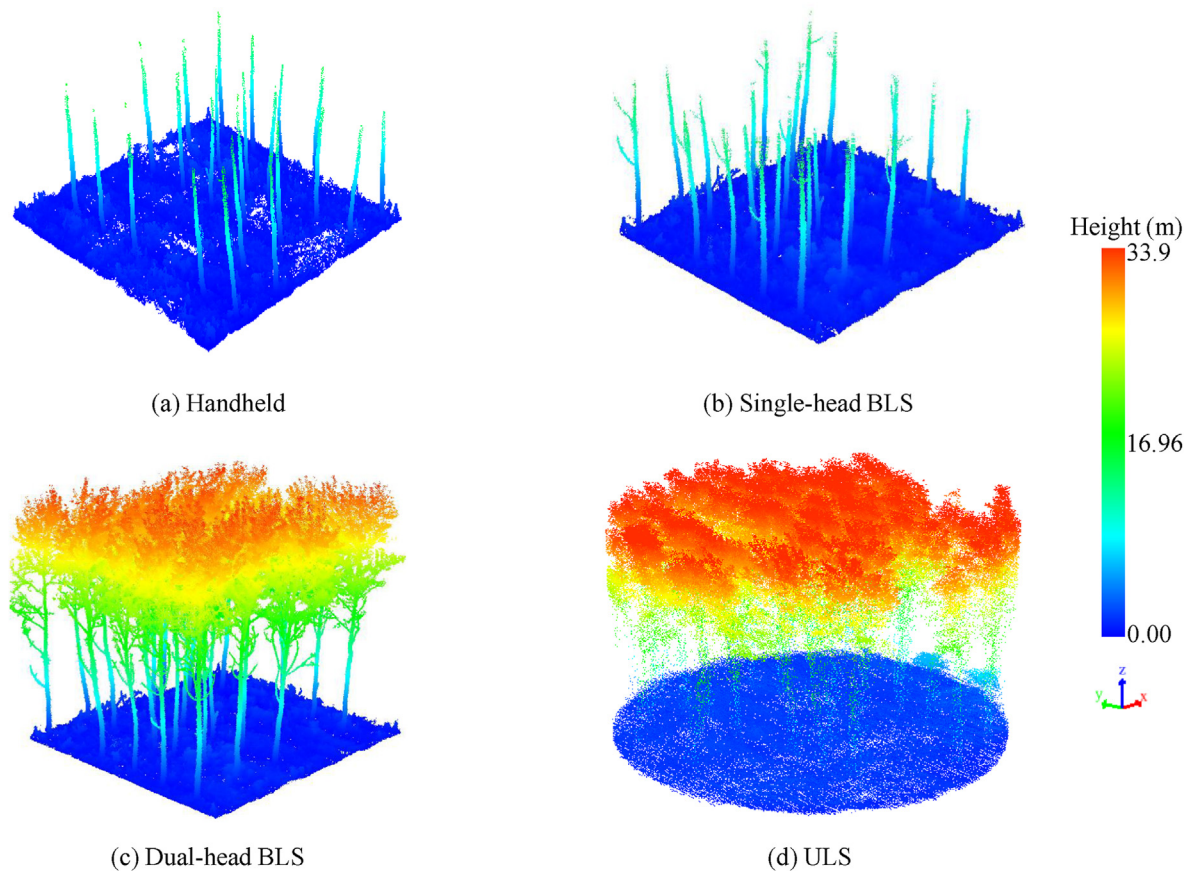 (a) Handheld
(b) Single-head BLS
Height (m)
33.9
16.96
0.00
z
y
x
(c) Dual-head BLS
(d) ULS